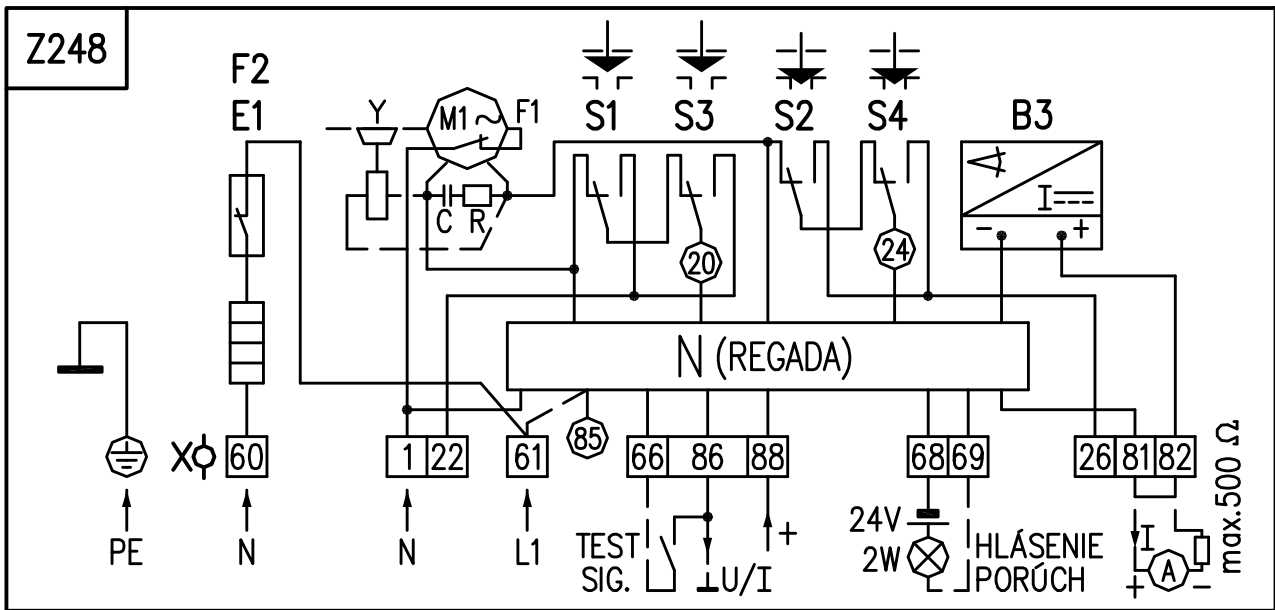 Z248
F2
E1
Y
M1
F1
S1
S3
S2
S4
B3
C
R
I
-
+
20
24
N (REGADA)
85
X
60
1
22
61
66
86
88
68
69
26
81
82
PE
N
N
L1
TEST
SIG.
U/I
+
24V
2W
HLÁSENIE
PORÚCH
I
A
+
-
max.500 Ω